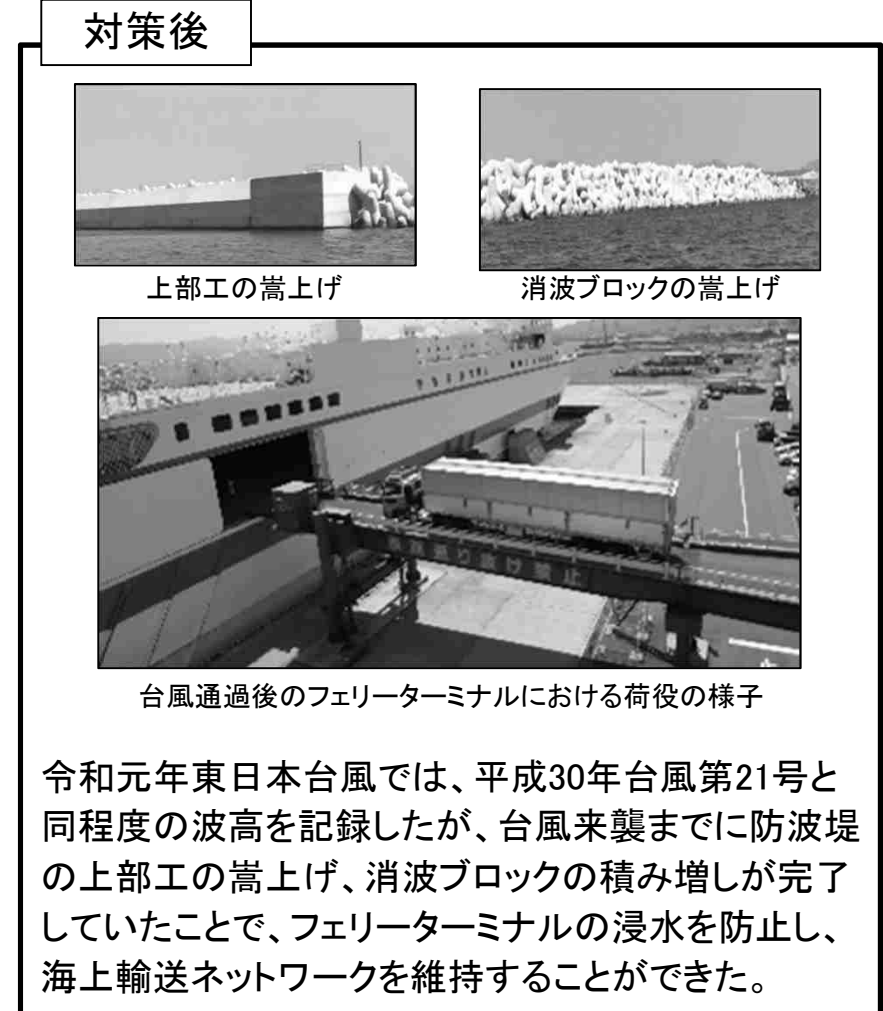 対策後
上部工の嵩上げ
消波ブロックの嵩上げ
台風通過後のフェリーターミナルにおける荷役の様子
令和元年東日本台風では、平成30年台風第21号と
同程度の波高を記録したが、台風来襲までに防波堤
の上部工の嵩上げ、消波ブロックの積み増しが完了
していたことで、フェリーターミナルの浸水を防止し、
海上輸送ネットワークを維持することができた。